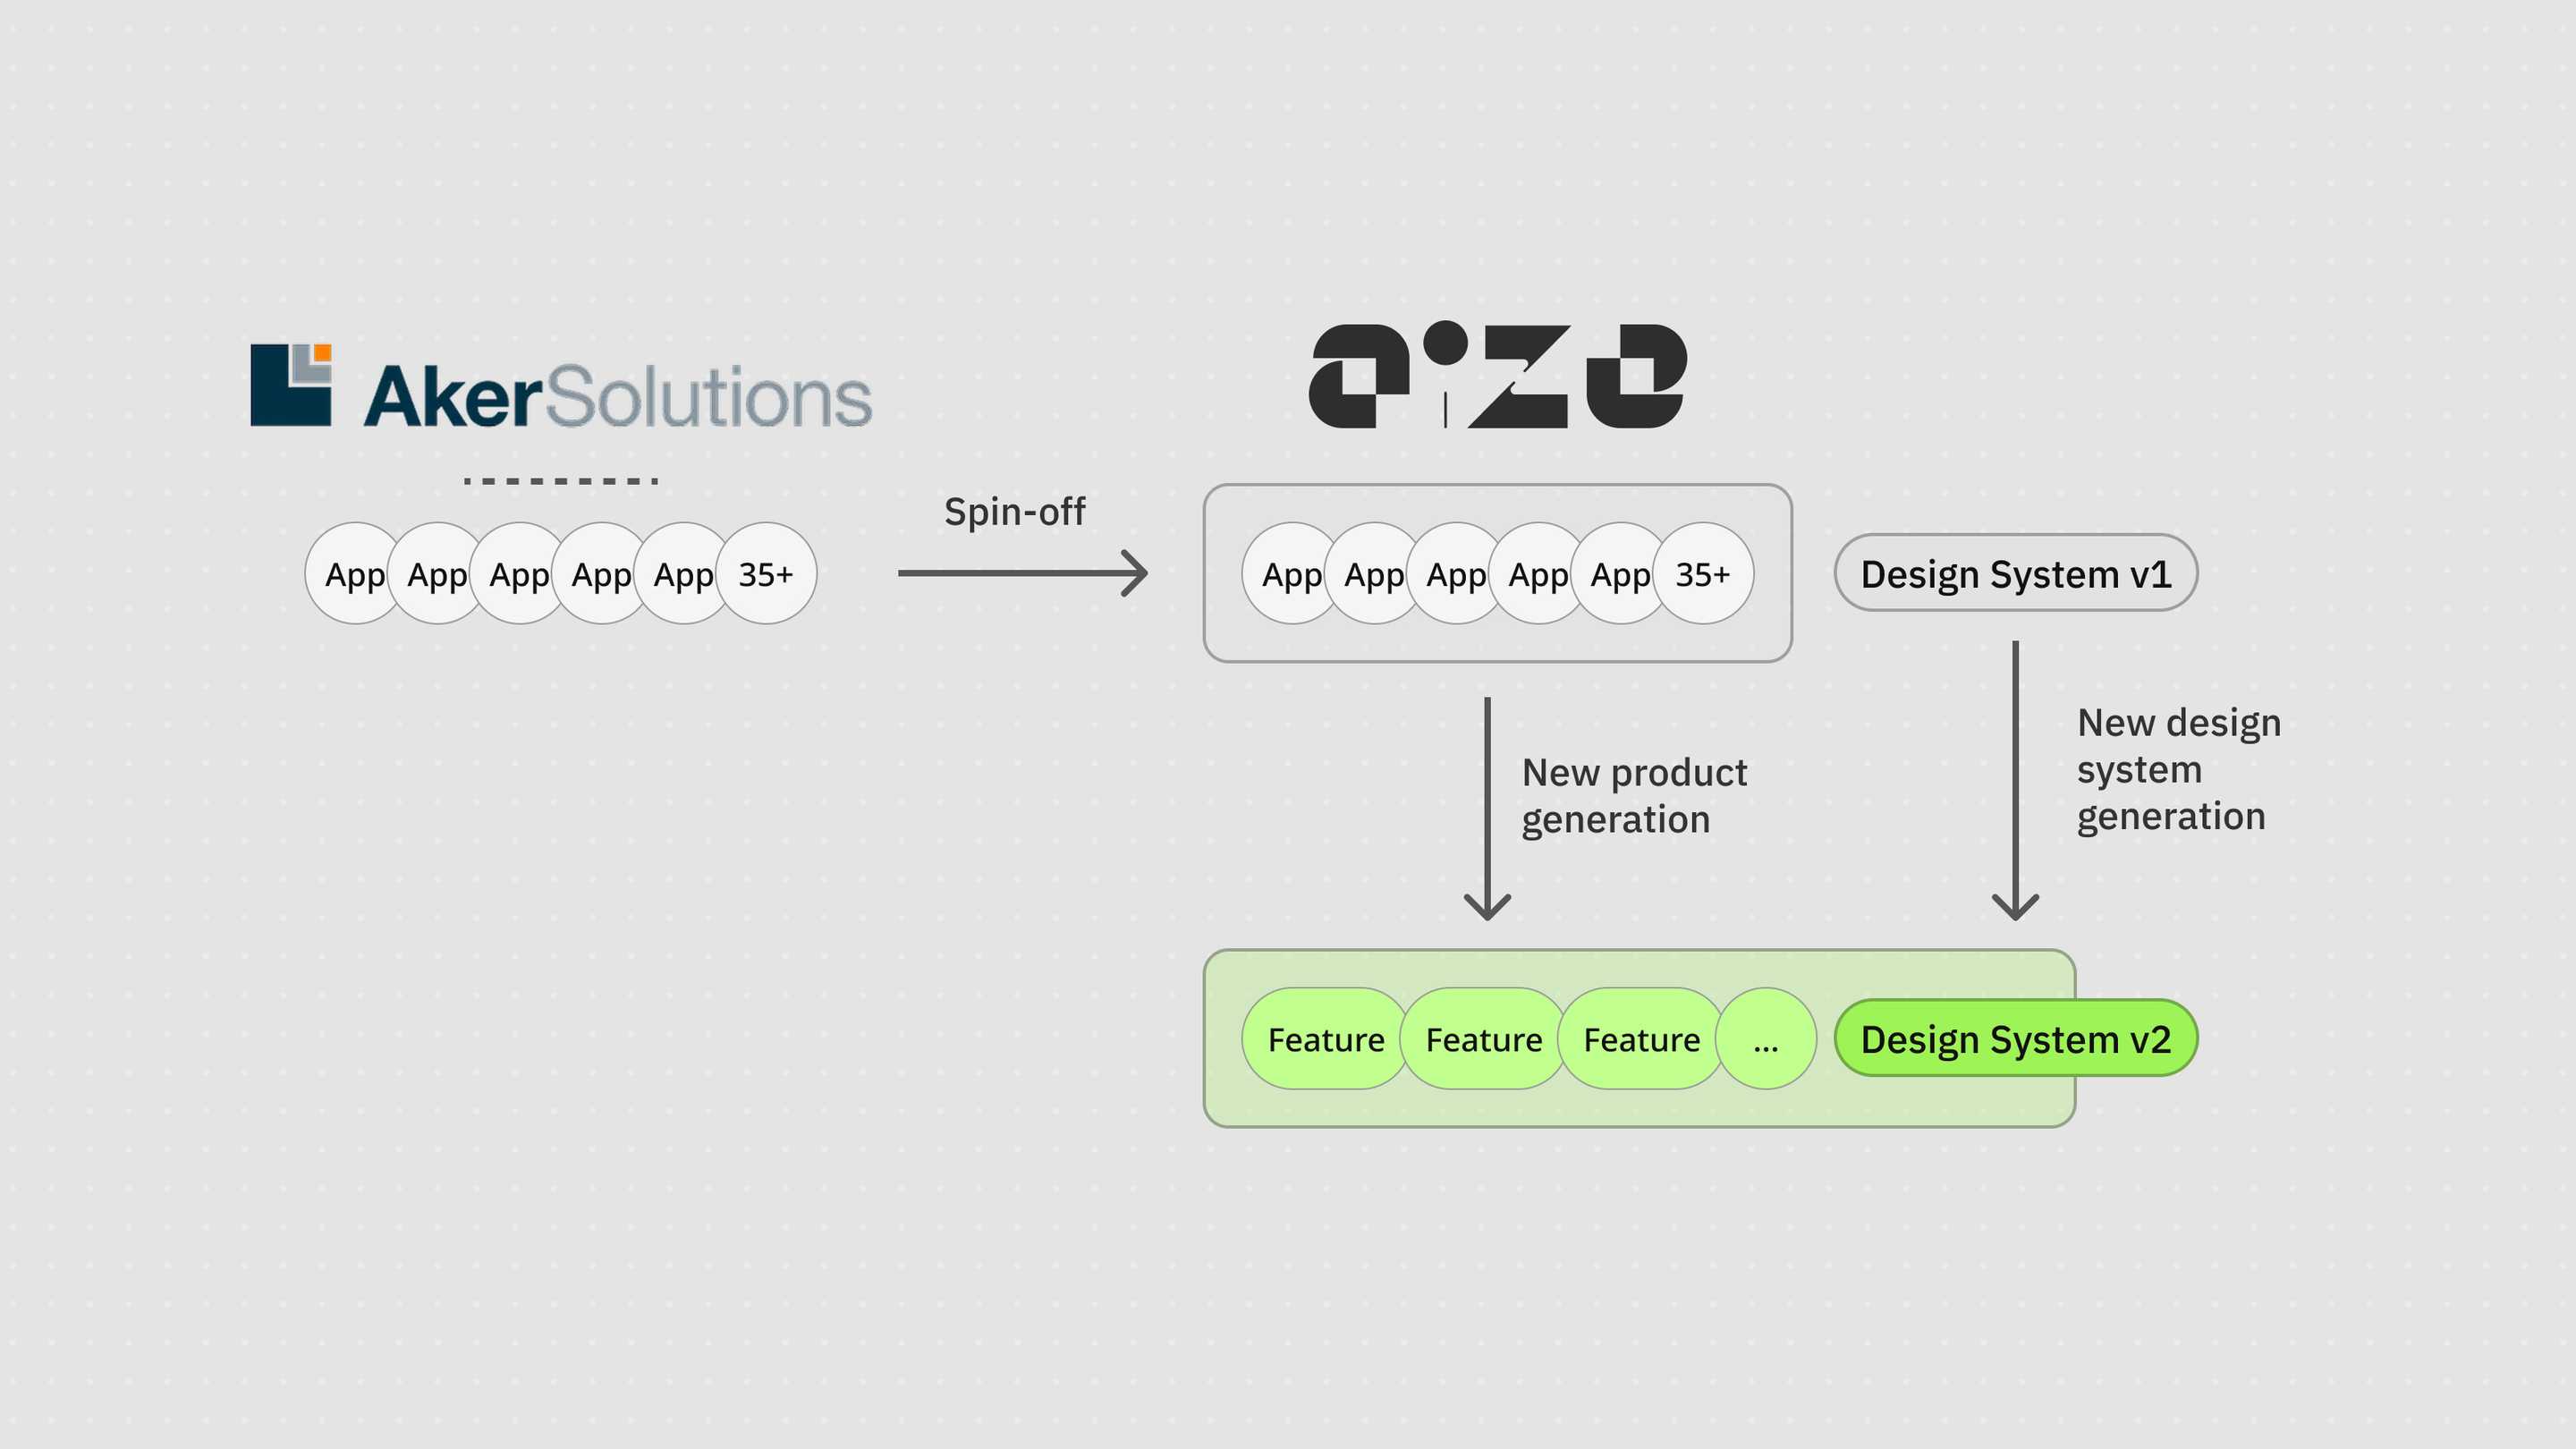 AkerSolutions
aize
Spin-off
App App App App App 35+
App App App App App 35+
Design System v1
New product
generation
New design
system
generation
Feature Feature Feature ...
Design System v2